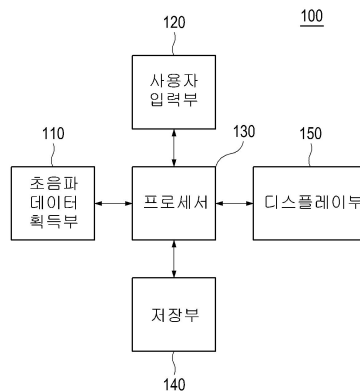 100
120
사용자
입력부
110
130
150
초음파
데이터
획득부
프로세서
디스플레이부
저장부
140